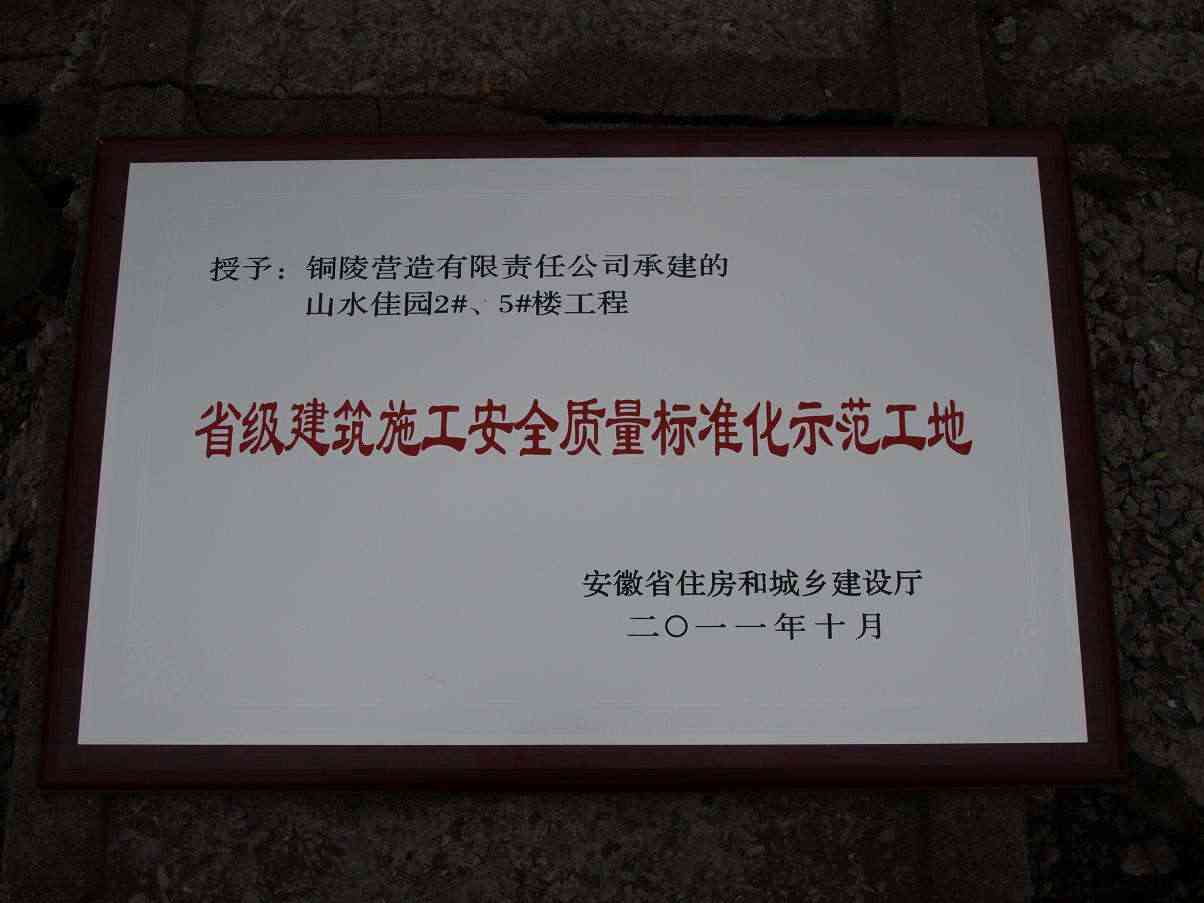 授予：铜陵营造有限责任公司承建的
山水佳园2#、5#楼工程
省级建筑施工安全质量标准化示范工地
安徽省住房和城乡建设厅
二〇一一年十月